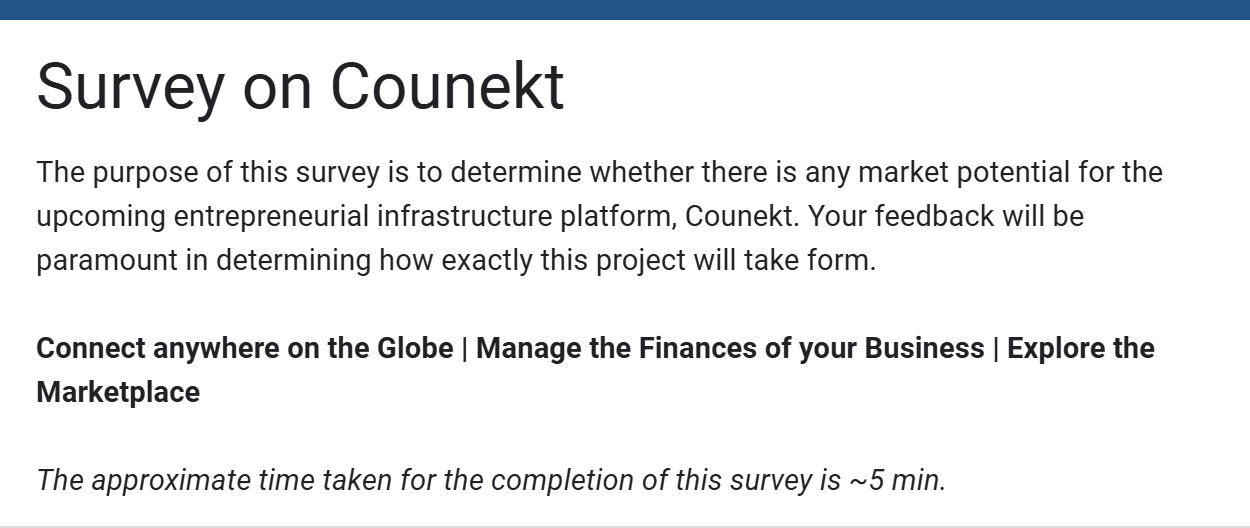 Survey on Counekt
The purpose of this survey is to determine whether there is any market potential for the
upcoming entrepreneurial infrastructure platform, Counekt. Your feedback will be
paramount in determining how exactly this project will take form.
Connect anywhere on the Globe | Manage the Finances of your Business | Explore the
Marketplace
The approximate time taken for the completion of this survey is ~5 min.